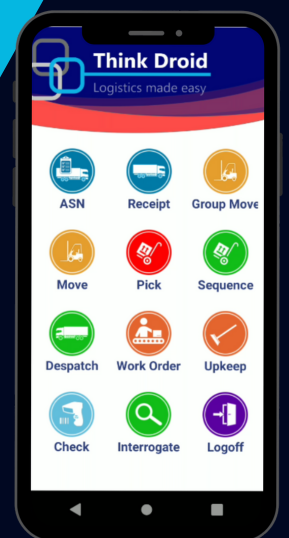 Think Droid
Logistics made easy
ASN Receipt Group Move
Move Pick Sequence
Despatch Work Order Upkeep
Check Interrogate Logoff